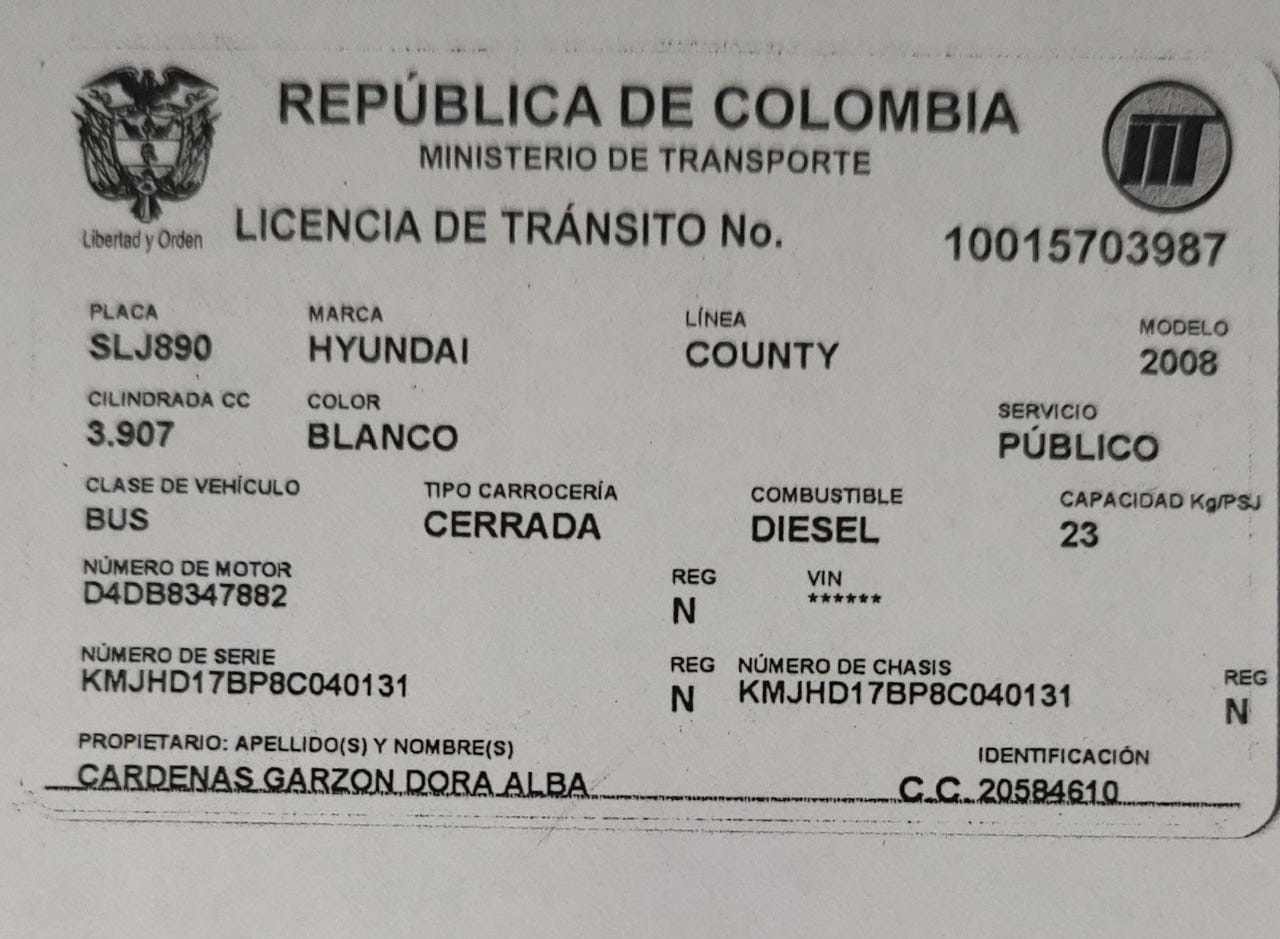 REPÚBLICA DE COLOMBIA
MINISTERIO DE TRANSPORTE
Libertad y Orden
LICENCIA DE TRÁNSITO No. 10015703987
PLACA MARCA LÍNEA MODELO
SLJ890 HYUNDAI COUNTY 2008
CILINDRADA CC COLOR SERVICIO
3.907 BLANCO PÚBLICO
CLASE DE VEHÍCULO TIPO CARROCERÍA COMBUSTIBLE CAPACIDAD Kg/PSJ
BUS CERRADA DIESEL 23
NÚMERO DE MOTOR REG VIN
D4DB8347882 N ******
NÚMERO DE SERIE REG NÚMERO DE CHASIS REG
KMJHD17BP8C040131 N KMJHD17BP8C040131 N
PROPIETARIO: APELLIDO(S) Y NOMBRE(S) IDENTIFICACIÓN
CARDENAS GARZON DORA ALBA C.C. 20584610